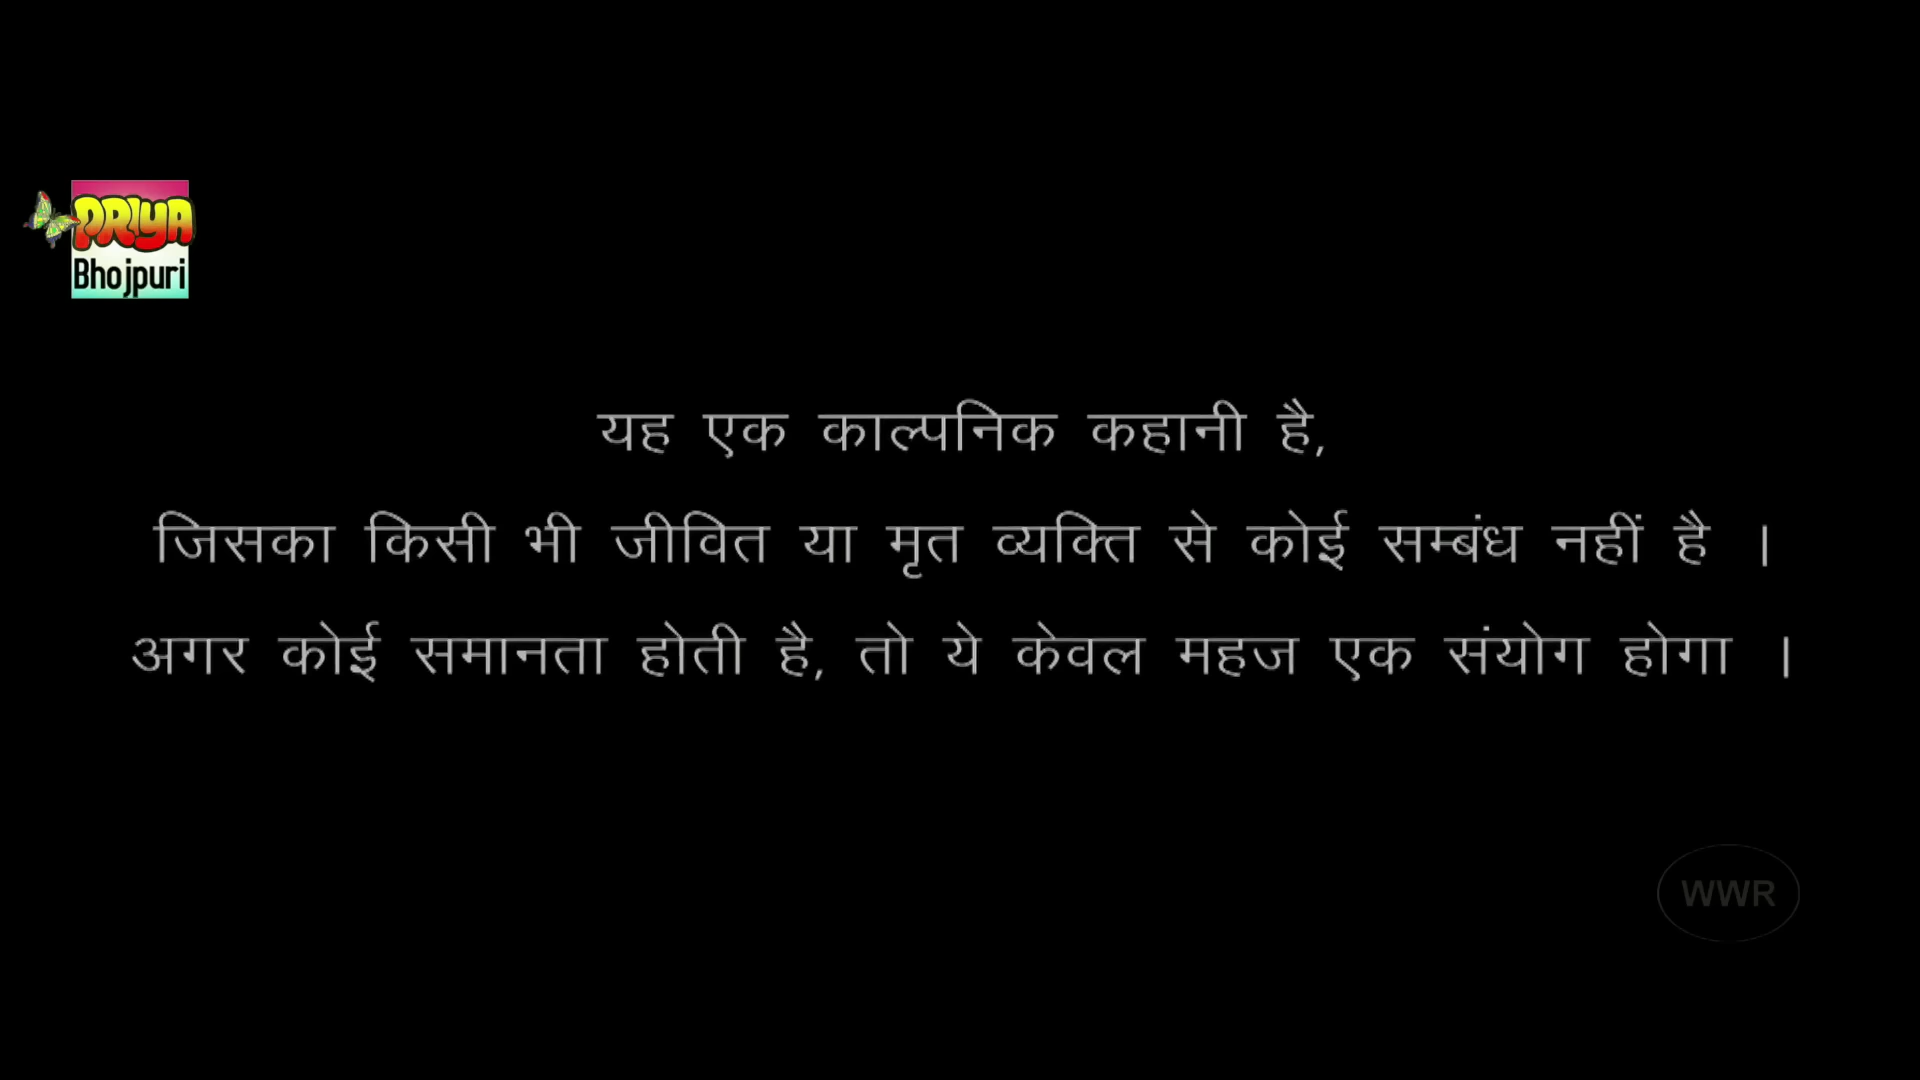 PRIYA
Bhojpuri
यह एक काल्पनिक कहानी है,
जिसका किसी भी जीवित या मृत व्यक्ति से कोई सम्बंध नहीं है ।
अगर कोई समानता होती है, तो ये केवल महज एक संयोग होगा ।
WWR